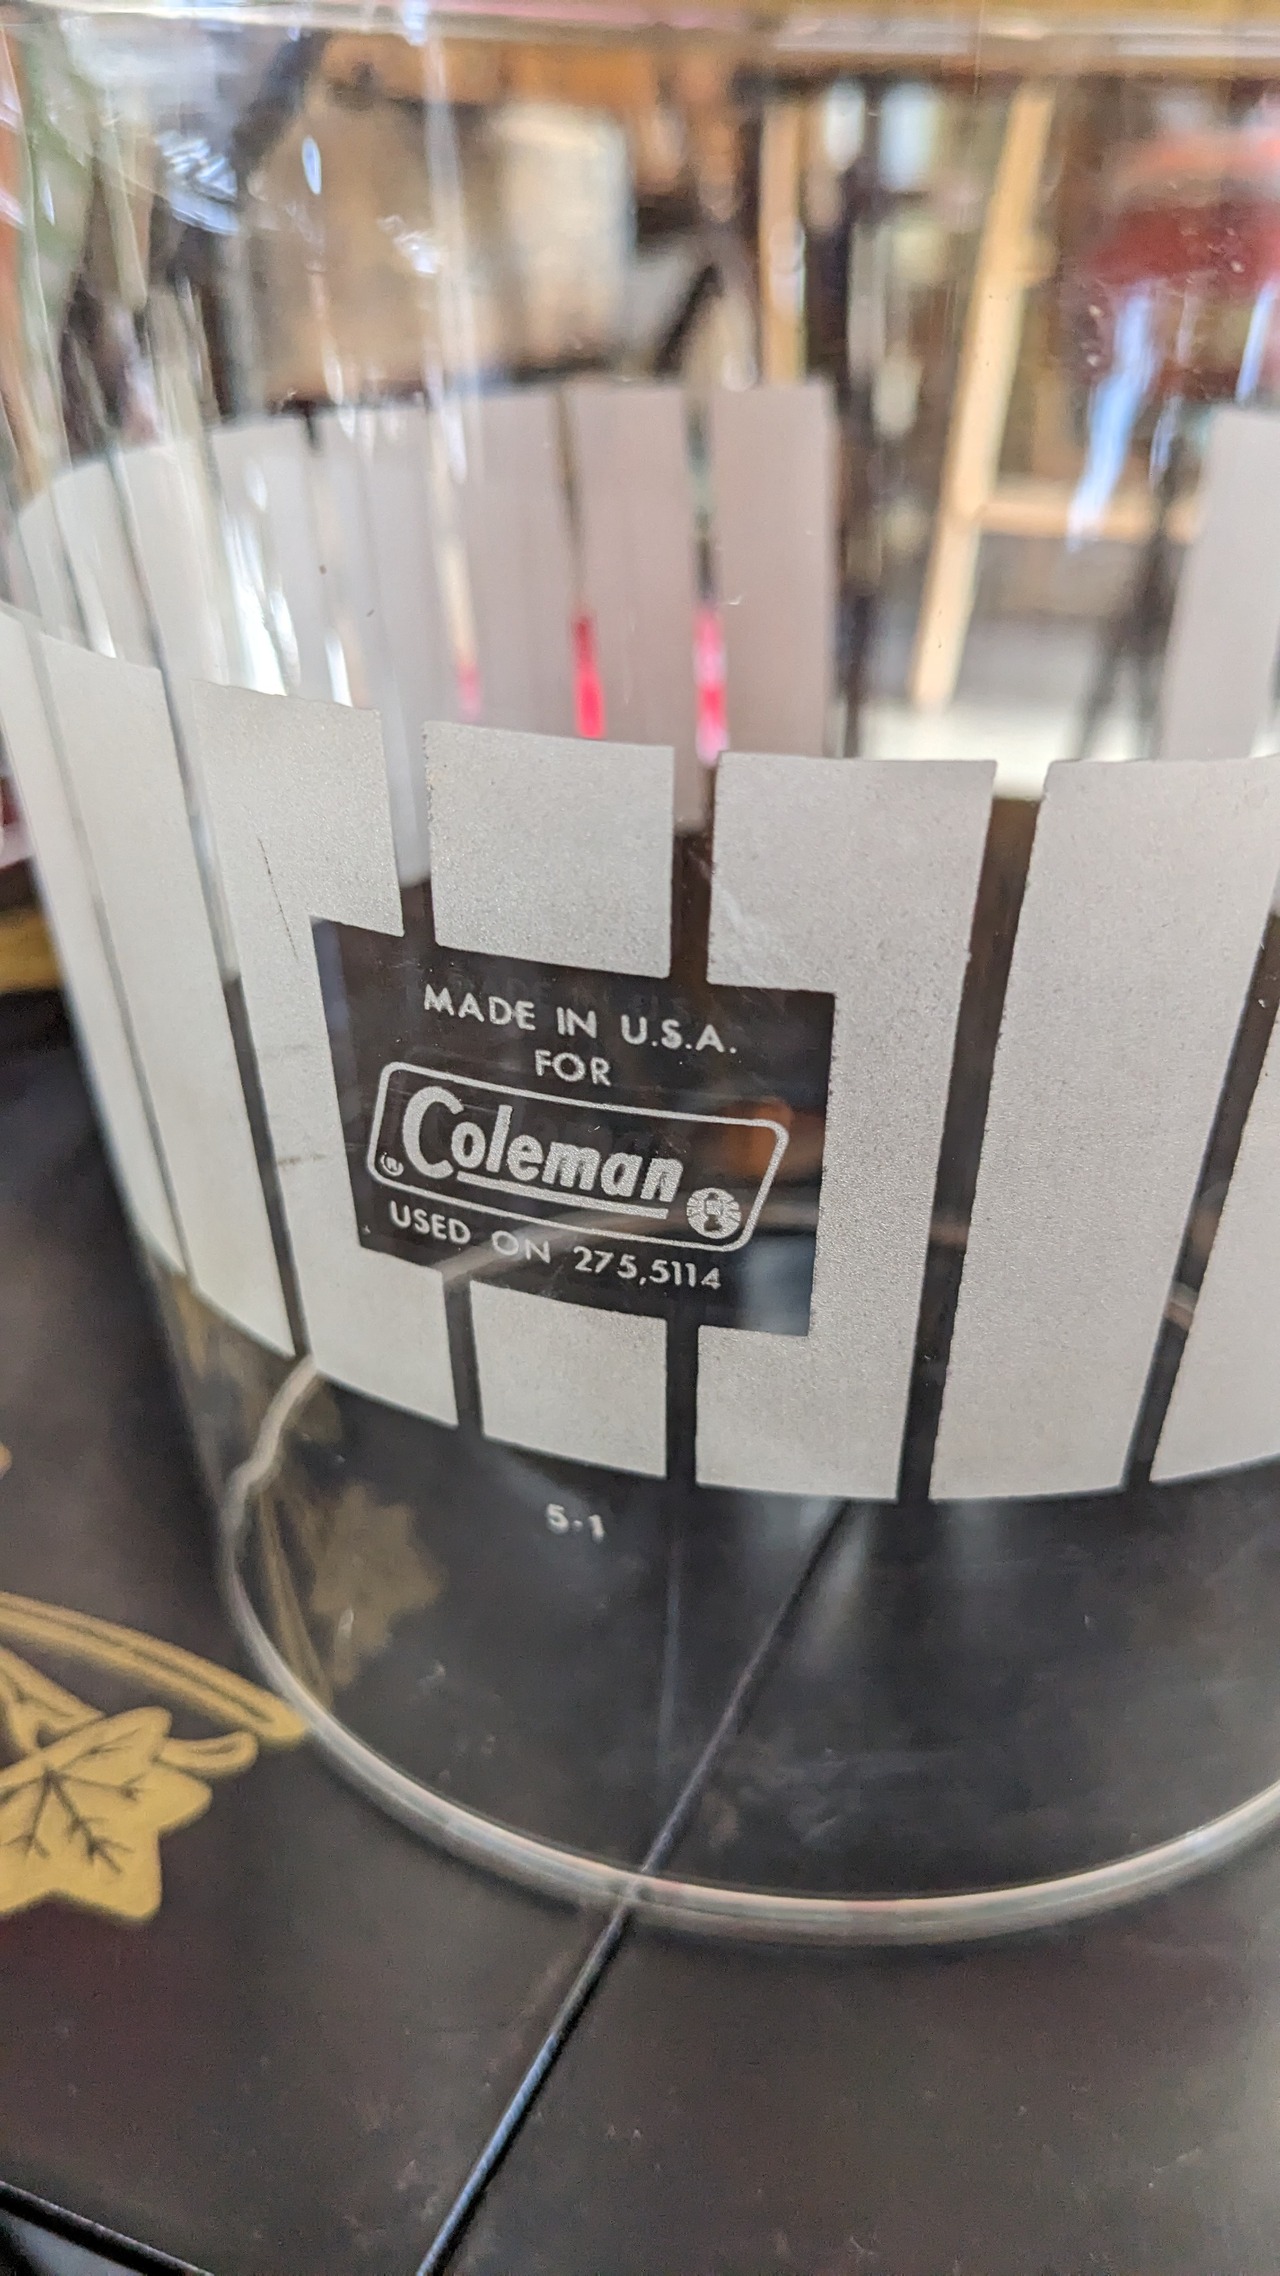 MADE IN U.S.A.
FOR
Coleman
®
USED ON 275,5114
5-1